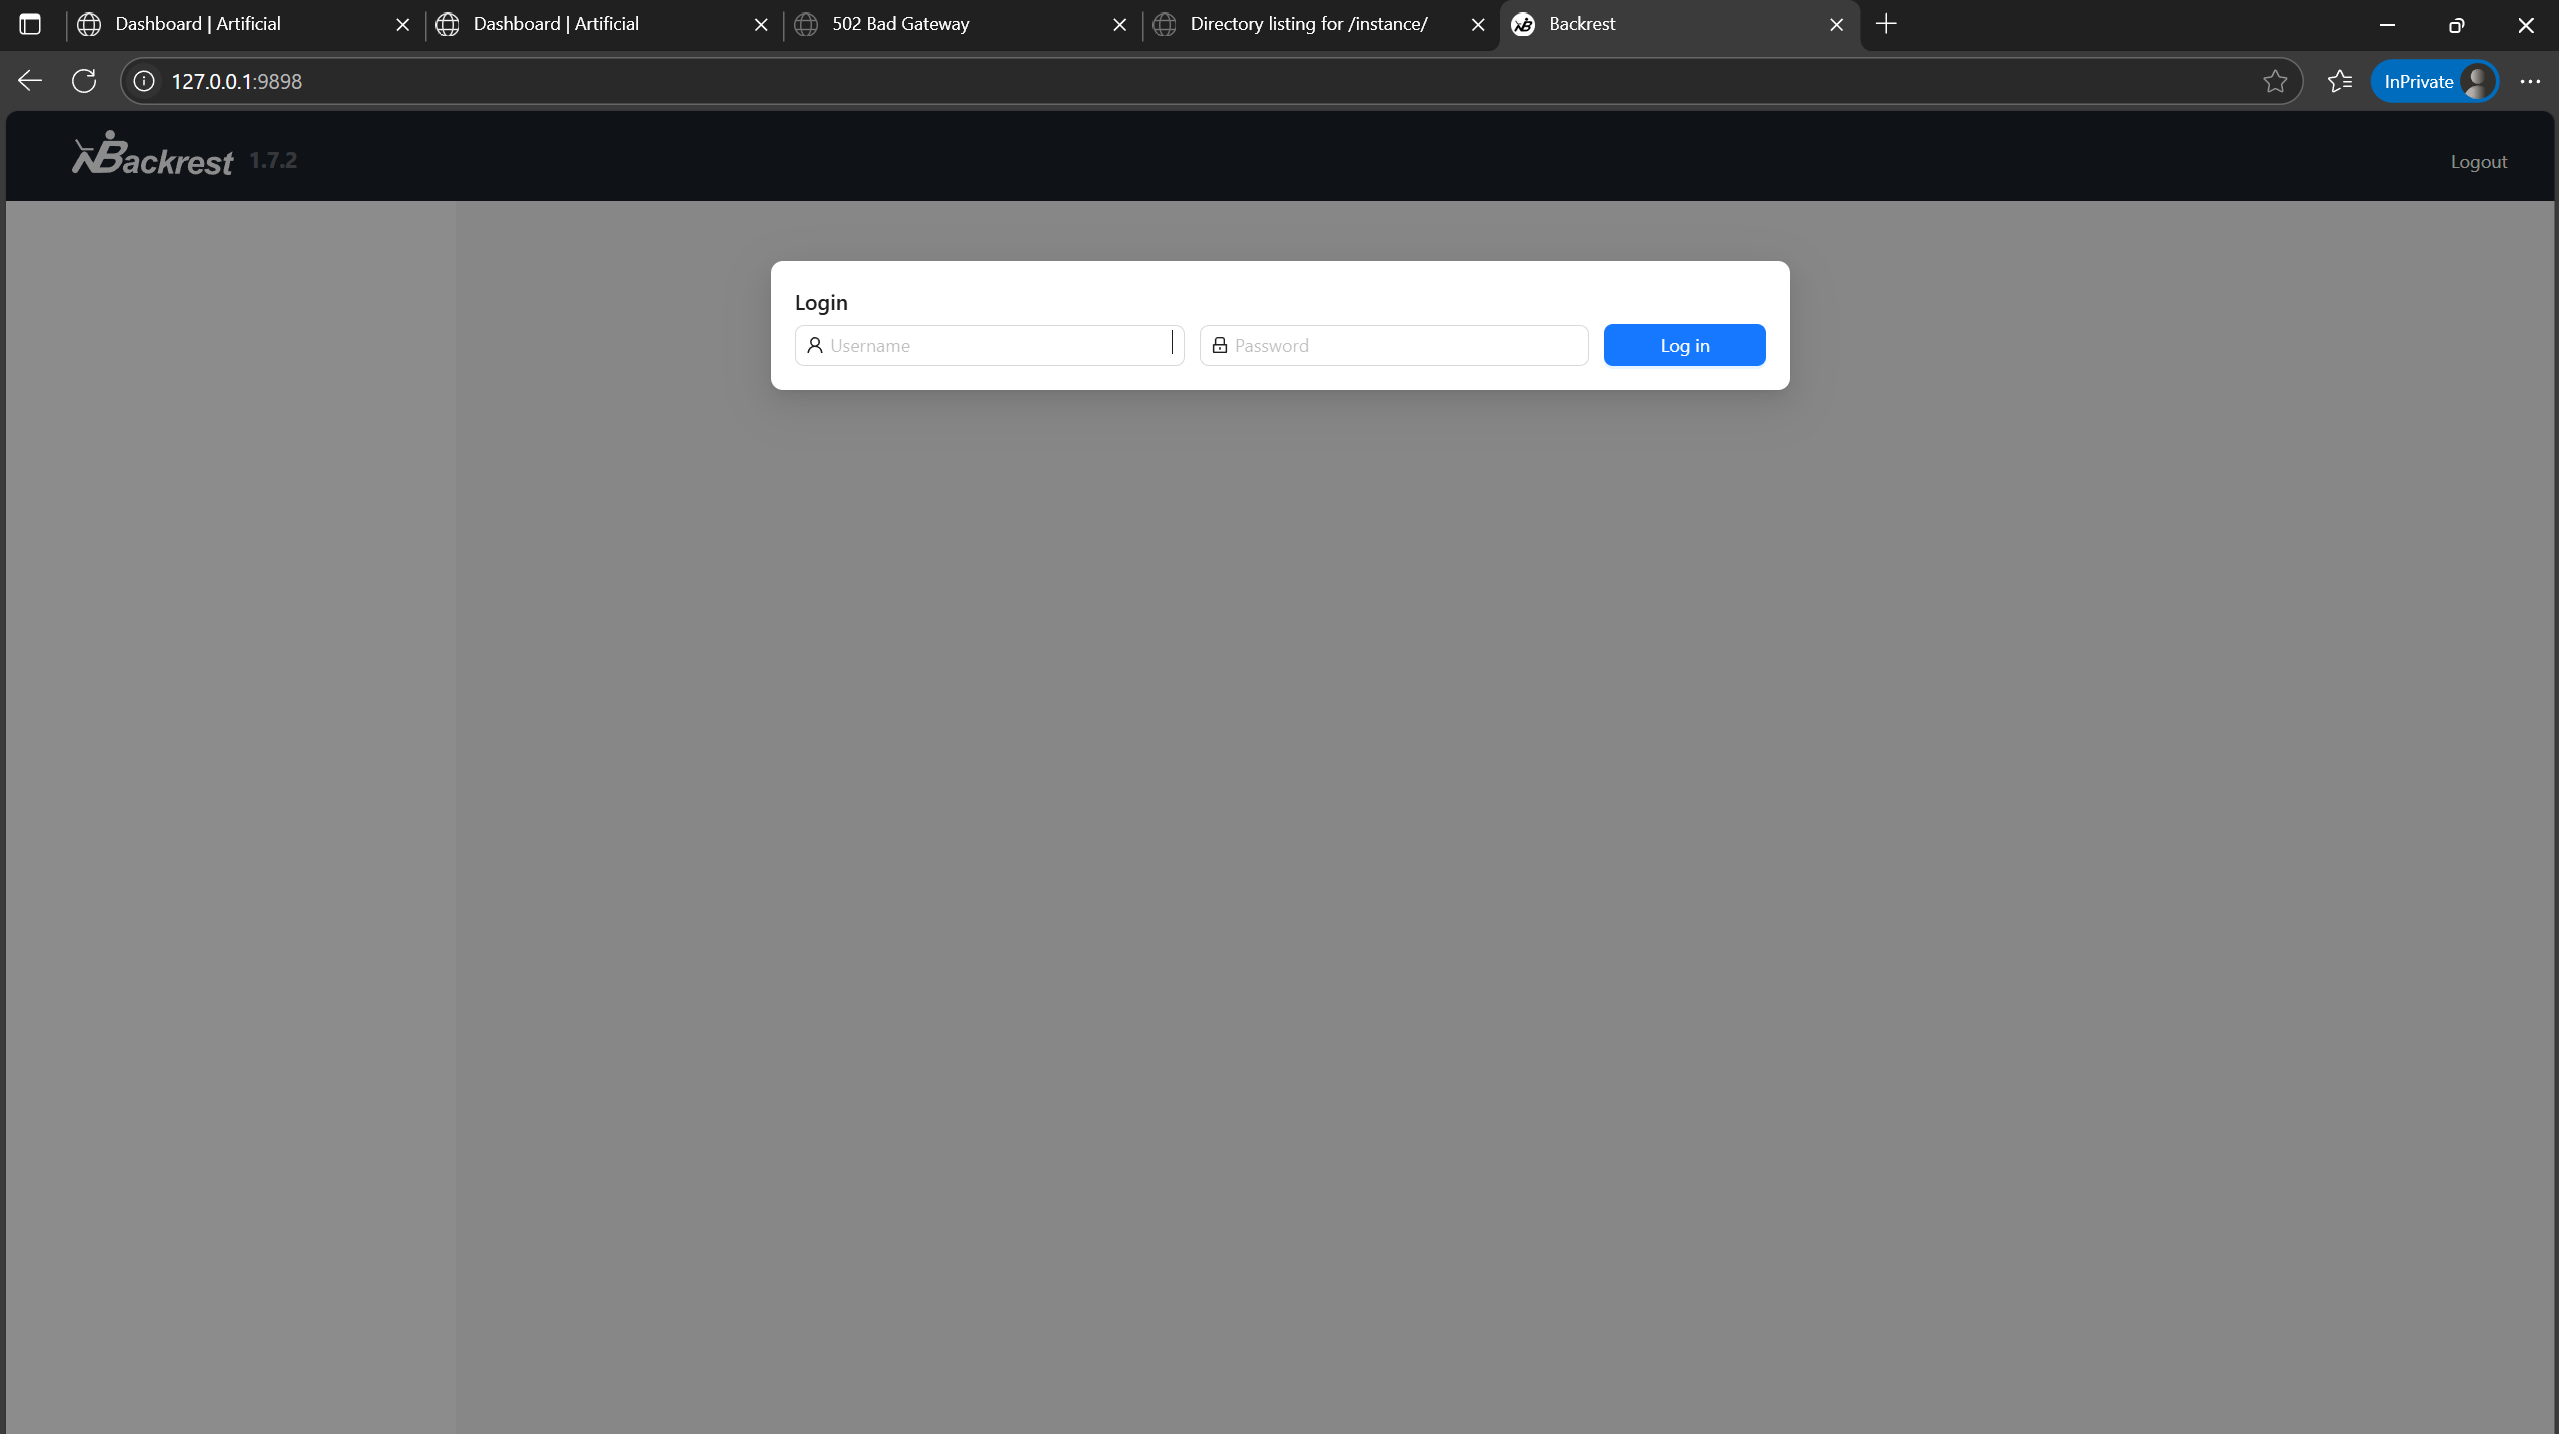 Dashboard | Artificial
Dashboard | Artificial
502 Bad Gateway
Directory listing for /instance/
Backrest
127.0.0.1:9898
InPrivate
Backrest 1.7.2
Logout
Login
Username
Password
Log in